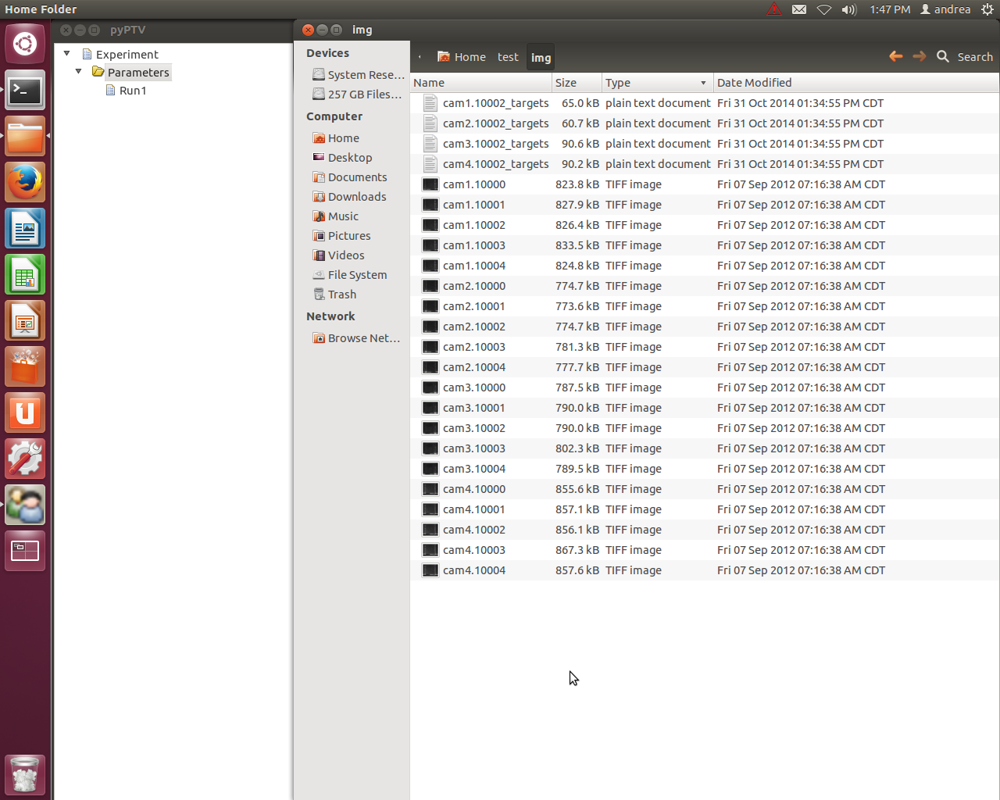 Home Folder 1:47 PM andrea
pyPTV
Experiment
Parameters
Run1
img
Devices
System Rese...
257 GB Files...
Computer
Home
Desktop
Documents
Downloads
Music
Pictures
Videos
File System
Trash
Network
Browse Net...
Home test img Search
Name Size Type Date Modified
cam1.10002_targets 65.0 kB plain text document Fri 31 Oct 2014 01:34:55 PM CDT
cam2.10002_targets 60.7 kB plain text document Fri 31 Oct 2014 01:34:55 PM CDT
cam3.10002_targets 90.6 kB plain text document Fri 31 Oct 2014 01:34:55 PM CDT
cam4.10002_targets 90.2 kB plain text document Fri 31 Oct 2014 01:34:55 PM CDT
cam1.10000 823.8 kB TIFF image Fri 07 Sep 2012 07:16:38 AM CDT
cam1.10001 827.9 kB TIFF image Fri 07 Sep 2012 07:16:38 AM CDT
cam1.10002 826.4 kB TIFF image Fri 07 Sep 2012 07:16:38 AM CDT
cam1.10003 833.5 kB TIFF image Fri 07 Sep 2012 07:16:38 AM CDT
cam1.10004 824.8 kB TIFF image Fri 07 Sep 2012 07:16:38 AM CDT
cam2.10000 774.7 kB TIFF image Fri 07 Sep 2012 07:16:38 AM CDT
cam2.10001 773.6 kB TIFF image Fri 07 Sep 2012 07:16:38 AM CDT
cam2.10002 774.7 kB TIFF image Fri 07 Sep 2012 07:16:38 AM CDT
cam2.10003 781.3 kB TIFF image Fri 07 Sep 2012 07:16:38 AM CDT
cam2.10004 777.7 kB TIFF image Fri 07 Sep 2012 07:16:38 AM CDT
cam3.10000 787.5 kB TIFF image Fri 07 Sep 2012 07:16:38 AM CDT
cam3.10001 790.0 kB TIFF image Fri 07 Sep 2012 07:16:38 AM CDT
cam3.10002 790.0 kB TIFF image Fri 07 Sep 2012 07:16:38 AM CDT
cam3.10003 802.3 kB TIFF image Fri 07 Sep 2012 07:16:38 AM CDT
cam3.10004 789.5 kB TIFF image Fri 07 Sep 2012 07:16:38 AM CDT
cam4.10000 855.6 kB TIFF image Fri 07 Sep 2012 07:16:38 AM CDT
cam4.10001 857.1 kB TIFF image Fri 07 Sep 2012 07:16:38 AM CDT
cam4.10002 856.1 kB TIFF image Fri 07 Sep 2012 07:16:38 AM CDT
cam4.10003 867.3 kB TIFF image Fri 07 Sep 2012 07:16:38 AM CDT
cam4.10004 857.6 kB TIFF image Fri 07 Sep 2012 07:16:38 AM CDT